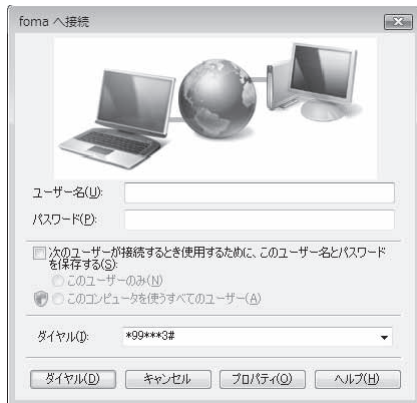 foma へ接続
ユーザー名(U):
パスワード(P):
次のユーザーが接続するとき使用するために、このユーザー名とパスワード
を保存する(S):
このユーザーのみ(N)
このコンピュータを使うすべてのユーザー(A)
ダイヤル(I): *99***3#
ダイヤル(D) キャンセル プロパティ(O) ヘルプ(H)